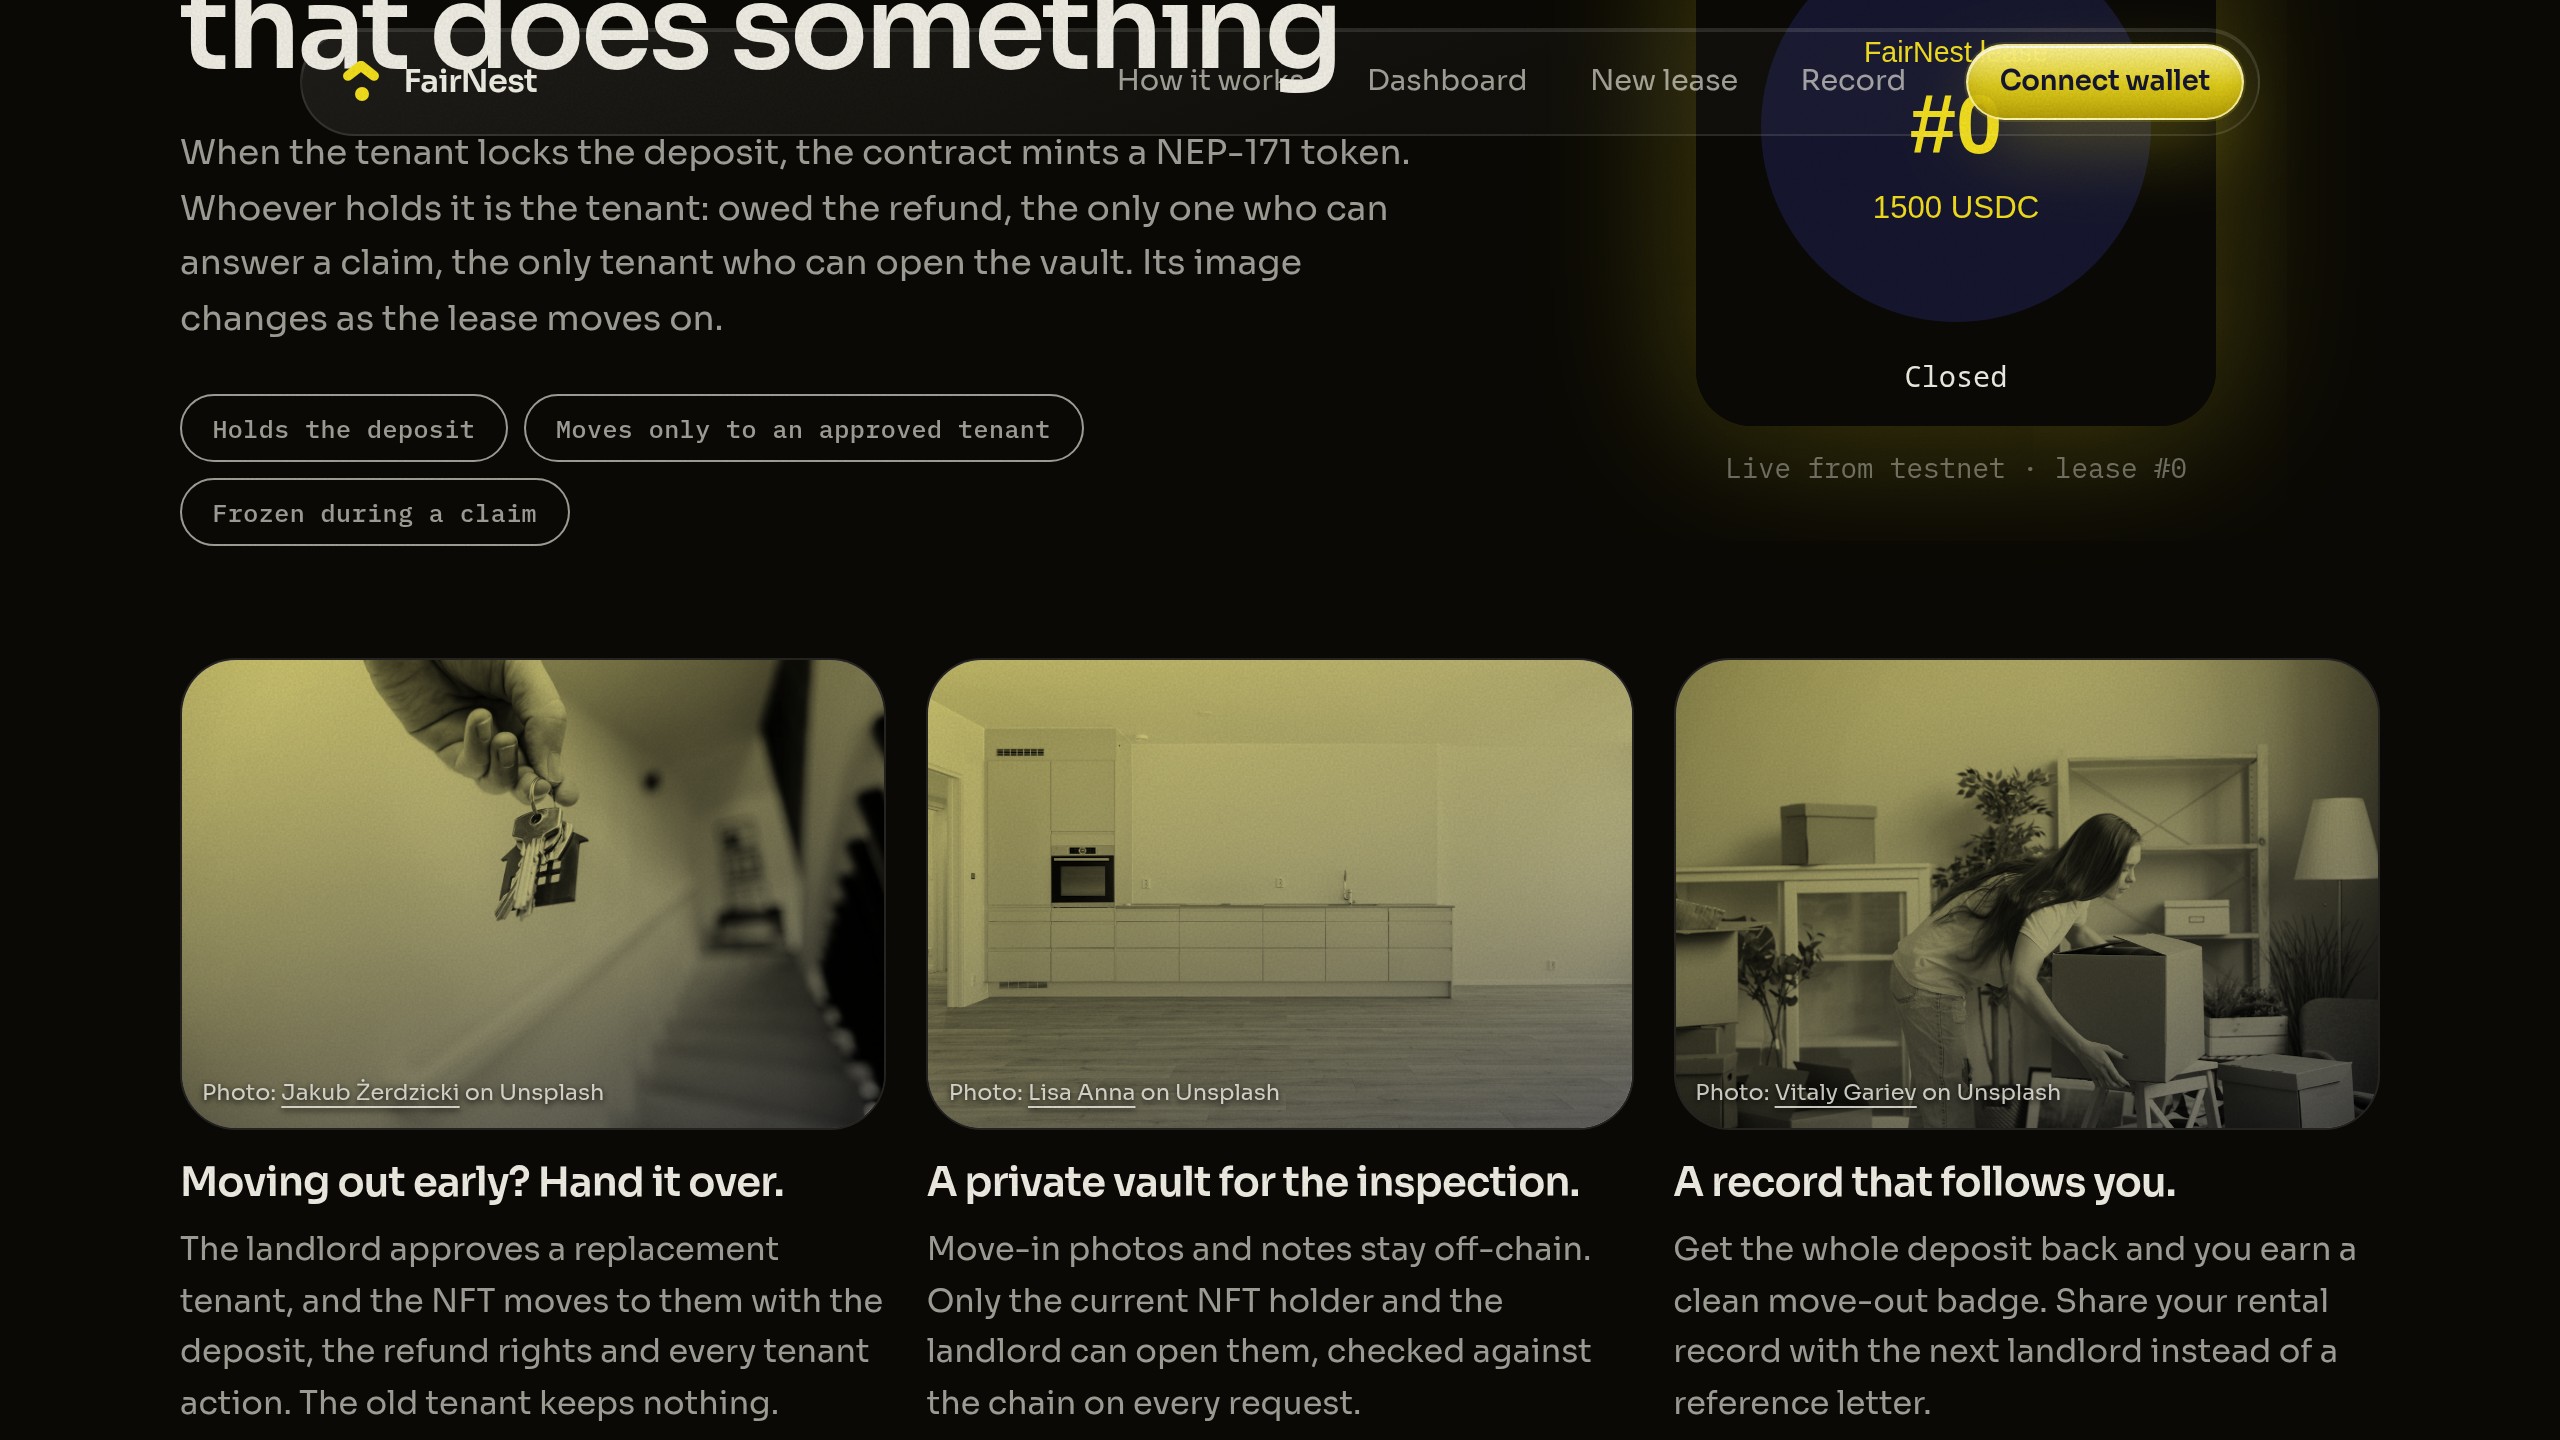 that does something
FairNest
How it works
Dashboard
New lease
Record
Connect wallet
When the tenant locks the deposit, the contract mints a NEP-171 token.
Whoever holds it is the tenant: owed the refund, the only one who can
answer a claim, the only tenant who can open the vault. Its image
changes as the lease moves on.
Holds the deposit
Moves only to an approved tenant
Frozen during a claim
FairNest lease
#0
1500 USDC
Closed
Live from testnet · lease #0
Photo: Jakub Żerdzicki on Unsplash
Moving out early? Hand it over.
The landlord approves a replacement
tenant, and the NFT moves to them with the
deposit, the refund rights and every tenant
action. The old tenant keeps nothing.
Photo: Lisa Anna on Unsplash
A private vault for the inspection.
Move-in photos and notes stay off-chain.
Only the current NFT holder and the
landlord can open them, checked against
the chain on every request.
Photo: Vitaly Gariev on Unsplash
A record that follows you.
Get the whole deposit back and you earn a
clean move-out badge. Share your rental
record with the next landlord instead of a
reference letter.